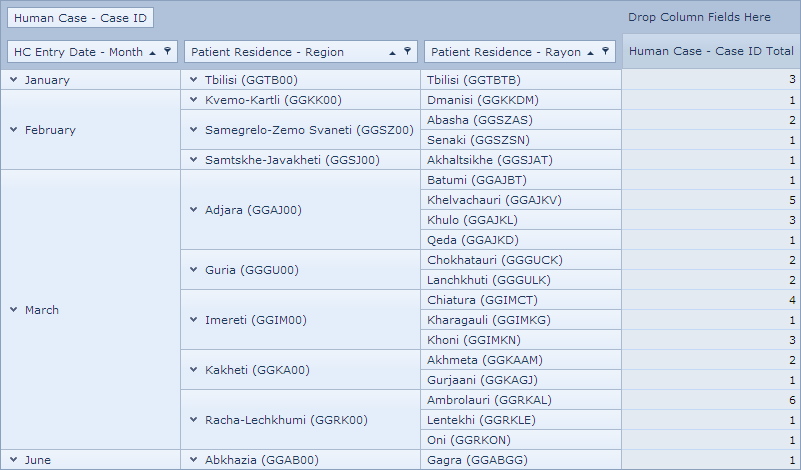 Human Case - Case ID Drop Column Fields Here
HC Entry Date - Month Patient Residence - Region Patient Residence - Rayon Human Case - Case ID Total
January Tbilisi (GGTB00) Tbilisi (GGTBTB) 3
February Kvemo-Kartli (GGKK00) Dmanisi (GGKKDM) 1
Samegrelo-Zemo Svaneti (GGSZ00) Abasha (GGSZAS) 2
Senaki (GGSZSN) 1
Samtskhe-Javakheti (GGSJ00) Akhaltsikhe (GGSJAT) 1
March Adjara (GGAJ00) Batumi (GGAJBT) 1
Khelvachauri (GGAJKV) 5
Khulo (GGAJKL) 3
Qeda (GGAJKD) 1
Guria (GGGU00) Chokhatauri (GGGUCK) 2
Lanchkhuti (GGGULK) 2
Imereti (GGIM00) Chiatura (GGIMCT) 4
Kharagauli (GGIMKG) 1
Khoni (GGIMKN) 3
Kakheti (GGKA00) Akhmeta (GGKAAM) 2
Gurjaani (GGKAGJ) 1
Racha-Lechkhumi (GGRK00) Ambrolauri (GGRKAL) 6
Lentekhi (GGRKLE) 1
Oni (GGRKON) 1
June Abkhazia (GGAB00) Gagra (GGABGG) 1